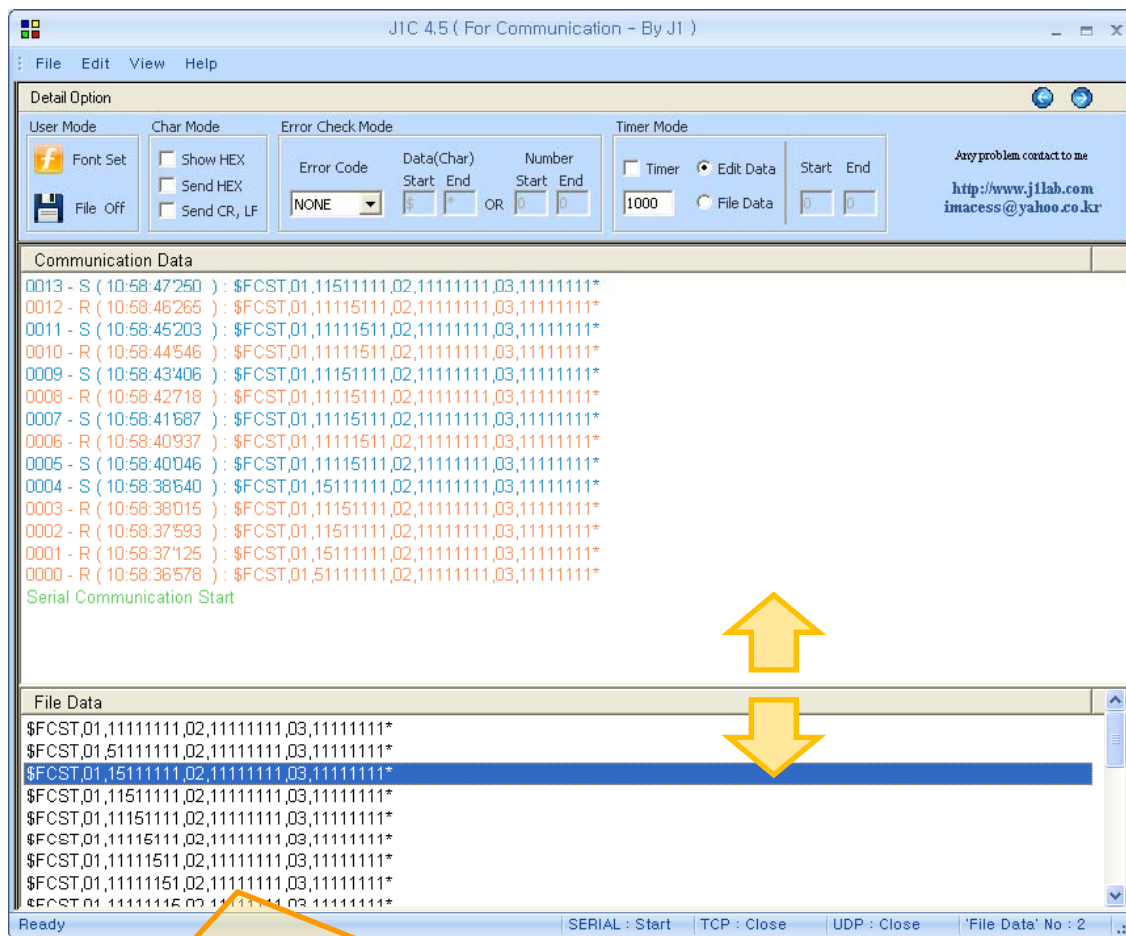 J1C 4.5 ( For Communication - By J1 )
File Edit View Help
Detail Option
User Mode Char Mode Error Check Mode Timer Mode
Font Set
File Off
Show HEX
Send HEX
Send CR, LF
Error Code Data(Char) Number
Start End Start End
NONE $ * OR 0 0
Timer Edit Data Start End
1000 File Data 0 0
Any problem contact to me
http://www.j1lab.com
imacess@yahoo.co.kr
Communication Data
0013 - S ( 10:58:47'250 ) : $FCST,01,11511111,02,11111111,03,11111111*
0012 - R ( 10:58:46'265 ) : $FCST,01,11115111,02,11111111,03,11111111*
0011 - S ( 10:58:45'203 ) : $FCST,01,11111511,02,11111111,03,11111111*
0010 - R ( 10:58:44'546 ) : $FCST,01,11111511,02,11111111,03,11111111*
0009 - S ( 10:58:43'406 ) : $FCST,01,11151111,02,11111111,03,11111111*
0008 - R ( 10:58:42'718 ) : $FCST,01,11115111,02,11111111,03,11111111*
0007 - S ( 10:58:41'687 ) : $FCST,01,11115111,02,11111111,03,11111111*
0006 - R ( 10:58:40'937 ) : $FCST,01,11111511,02,11111111,03,11111111*
0005 - S ( 10:58:40'046 ) : $FCST,01,11115111,02,11111111,03,11111111*
0004 - S ( 10:58:38'640 ) : $FCST,01,15111111,02,11111111,03,11111111*
0003 - R ( 10:58:38'015 ) : $FCST,01,11151111,02,11111111,03,11111111*
0002 - R ( 10:58:37'593 ) : $FCST,01,11511111,02,11111111,03,11111111*
0001 - R ( 10:58:37'125 ) : $FCST,01,15111111,02,11111111,03,11111111*
0000 - R ( 10:58:36'578 ) : $FCST,01,51111111,02,11111111,03,11111111*
Serial Communication Start
File Data
$FCST,01,11111111,02,11111111,03,11111111*
$FCST,01,51111111,02,11111111,03,11111111*
$FCST,01,15111111,02,11111111,03,11111111*
$FCST,01,11511111,02,11111111,03,11111111*
$FCST,01,11151111,02,11111111,03,11111111*
$FCST,01,11115111,02,11111111,03,11111111*
$FCST,01,11111511,02,11111111,03,11111111*
$FCST,01,11111151,02,11111111,03,11111111*
Ready SERIAL : Start TCP : Close UDP : Close 'File Data' No : 2